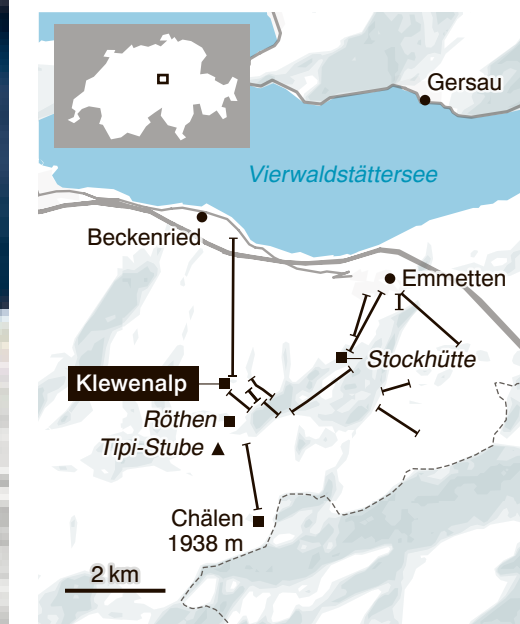 Gersau
Vierwaldstättersee
Beckenried
Emmetten
Stockhütte
Klewenalp
Röthen
Tipi-Stube
Chälen
1938 m
2 km